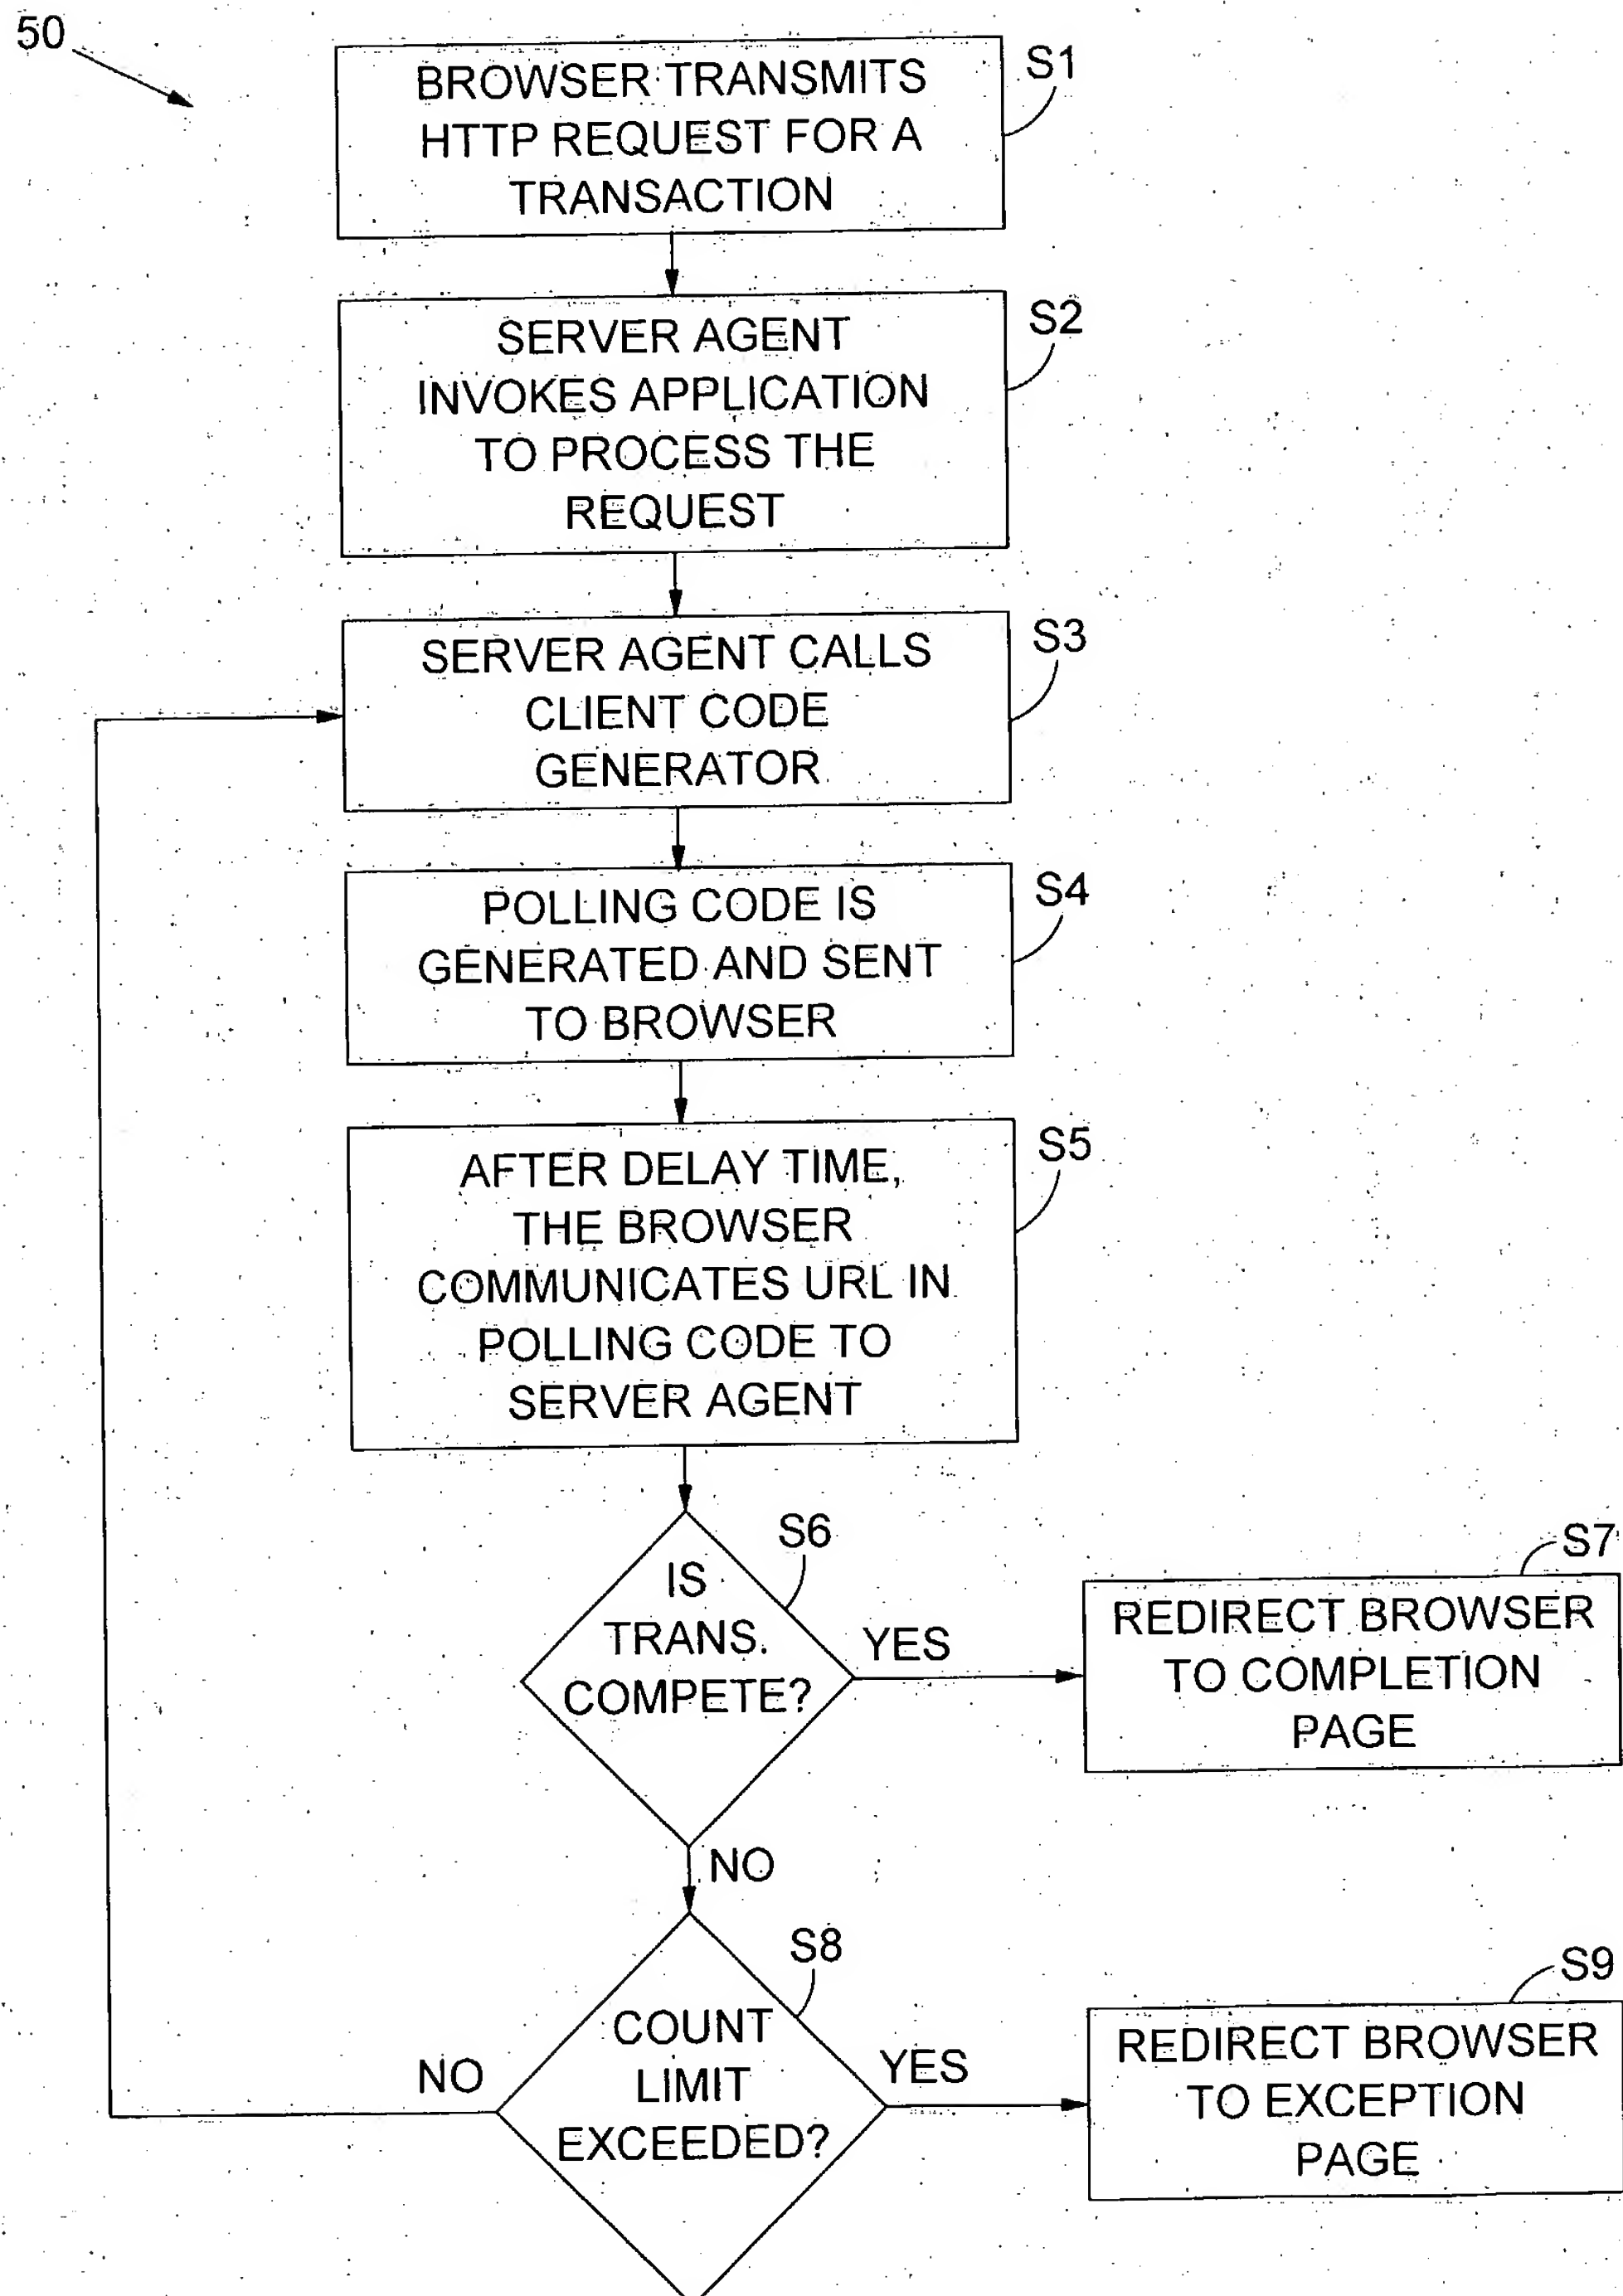 50
BROWSER TRANSMITS
HTTP REQUEST FOR A
TRANSACTION
S1
SERVER AGENT
INVOKES APPLICATION
TO PROCESS THE
REQUEST
S2
SERVER AGENT CALLS
CLIENT CODE
GENERATOR
S3
POLLING CODE IS
GENERATED AND SENT
TO BROWSER
S4
AFTER DELAY TIME,
THE BROWSER
COMMUNICATES URL IN
POLLING CODE TO
SERVER AGENT
S5
IS
TRANS.
COMPETE?
S6
YES
REDIRECT BROWSER
TO COMPLETION
PAGE
S7
NO
COUNT
LIMIT
EXCEEDED?
S8
NO
YES
REDIRECT BROWSER
TO EXCEPTION
PAGE
S9